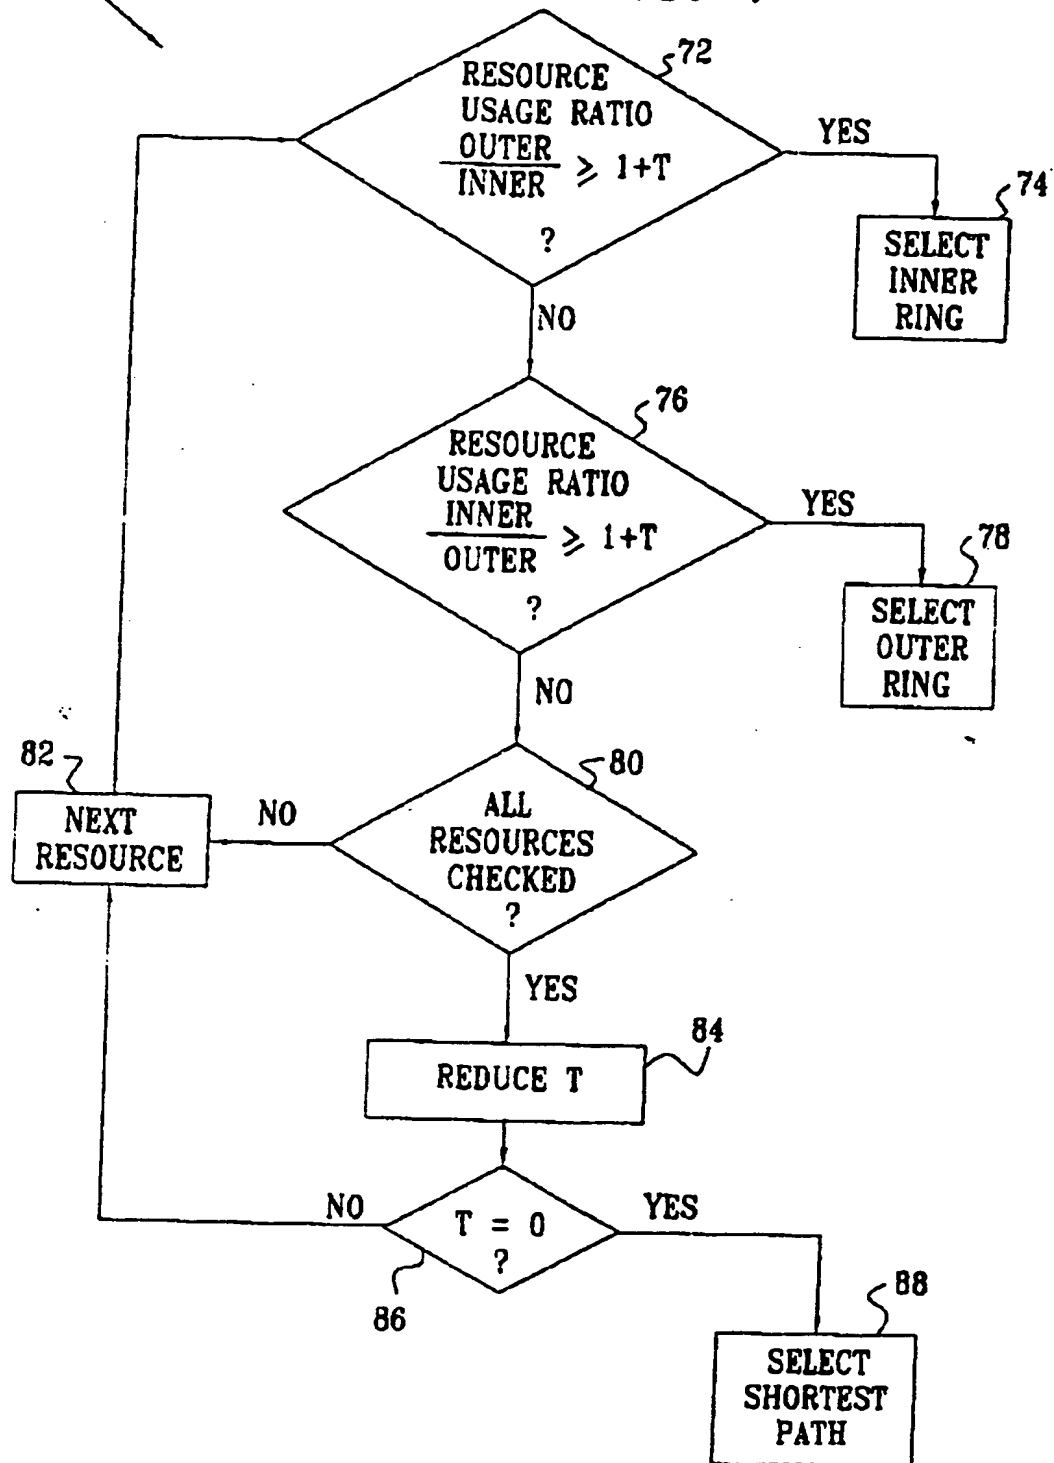 72
RESOURCE
USAGE RATIO
OUTER
INNER ≥ 1+T
?
YES
74
SELECT
INNER
RING
NO
76
RESOURCE
USAGE RATIO
INNER
OUTER ≥ 1+T
?
YES
78
SELECT
OUTER
RING
NO
80
ALL
RESOURCES
CHECKED
?
NO
82
NEXT
RESOURCE
YES
84
REDUCE T
T = 0
?
NO
YES
86
88
SELECT
SHORTEST
PATH